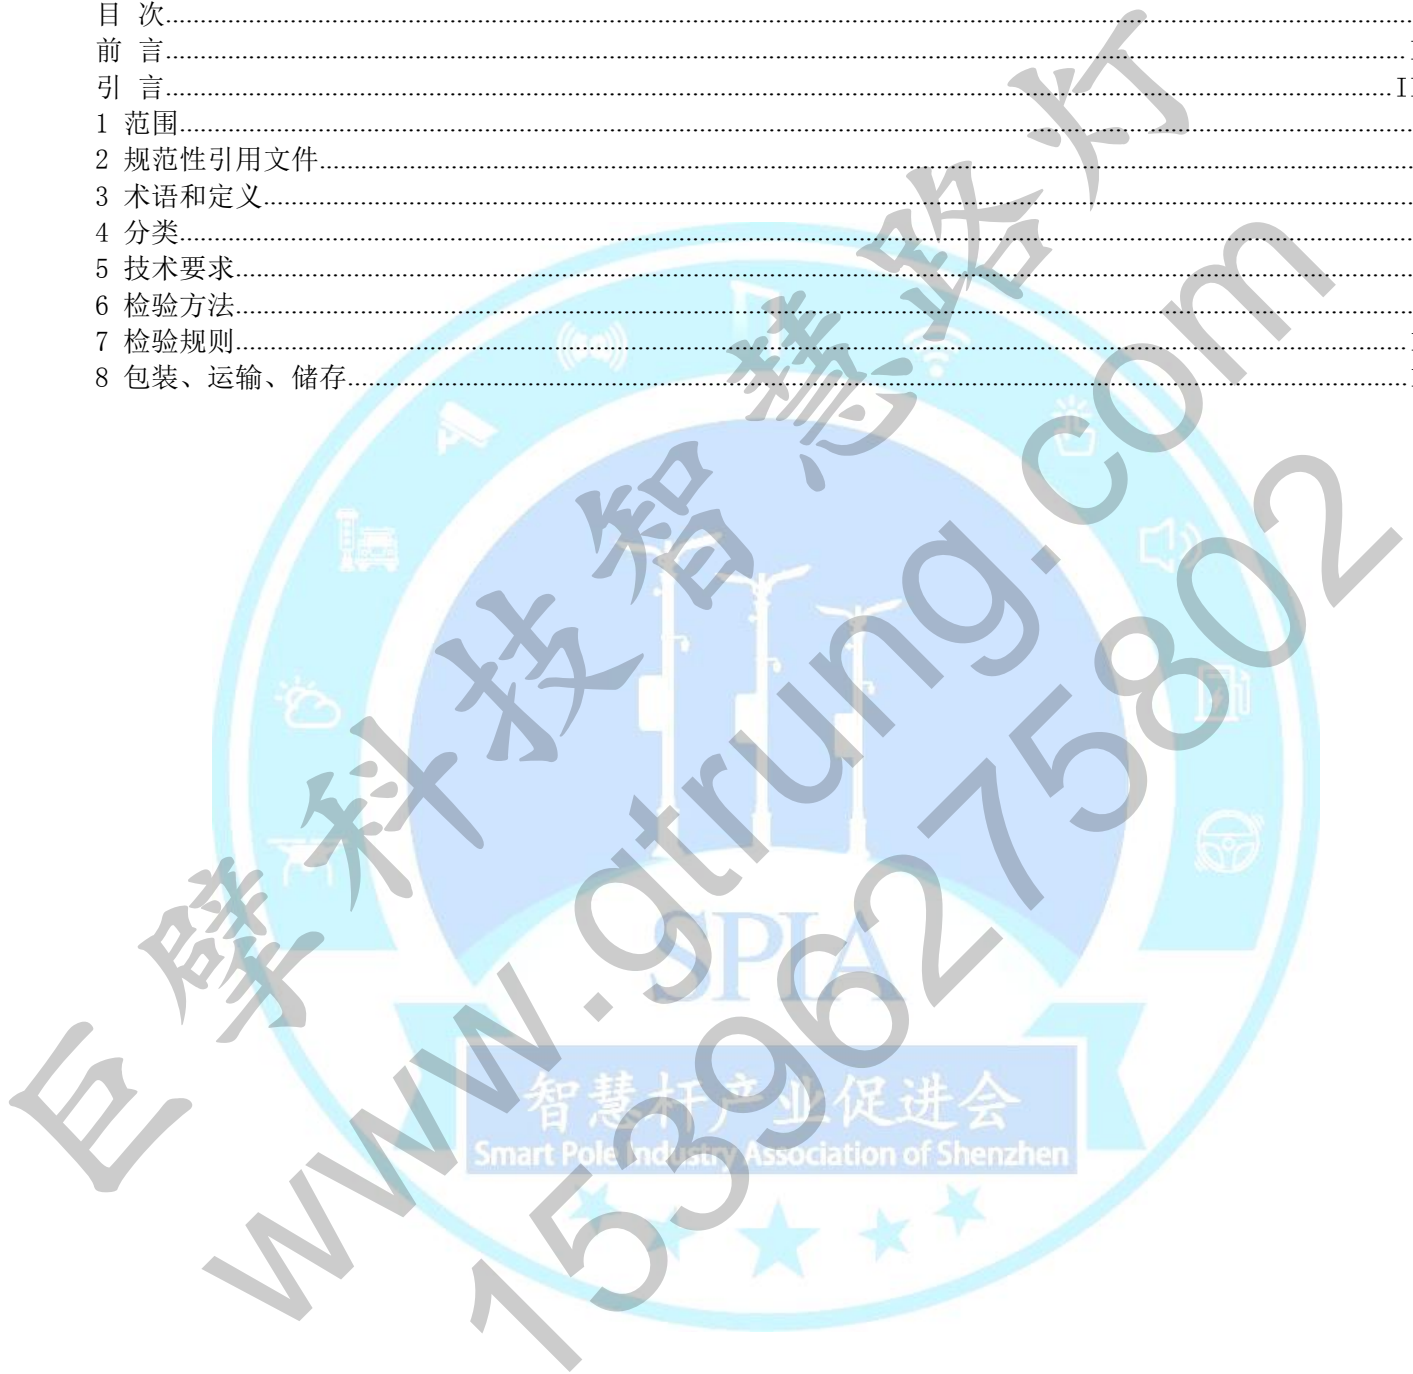 目 次
前 言
引 言
1 范围
2 规范性引用文件
3 术语和定义
4 分类
5 技术要求
6 检验方法
7 检验规则
8 包装、运输、储存
巨擘科技智慧路灯
www.gtrung.com
15396275802
SPIA
智慧杆产业促进会
Smart Pole Industry Association of Shenzhen